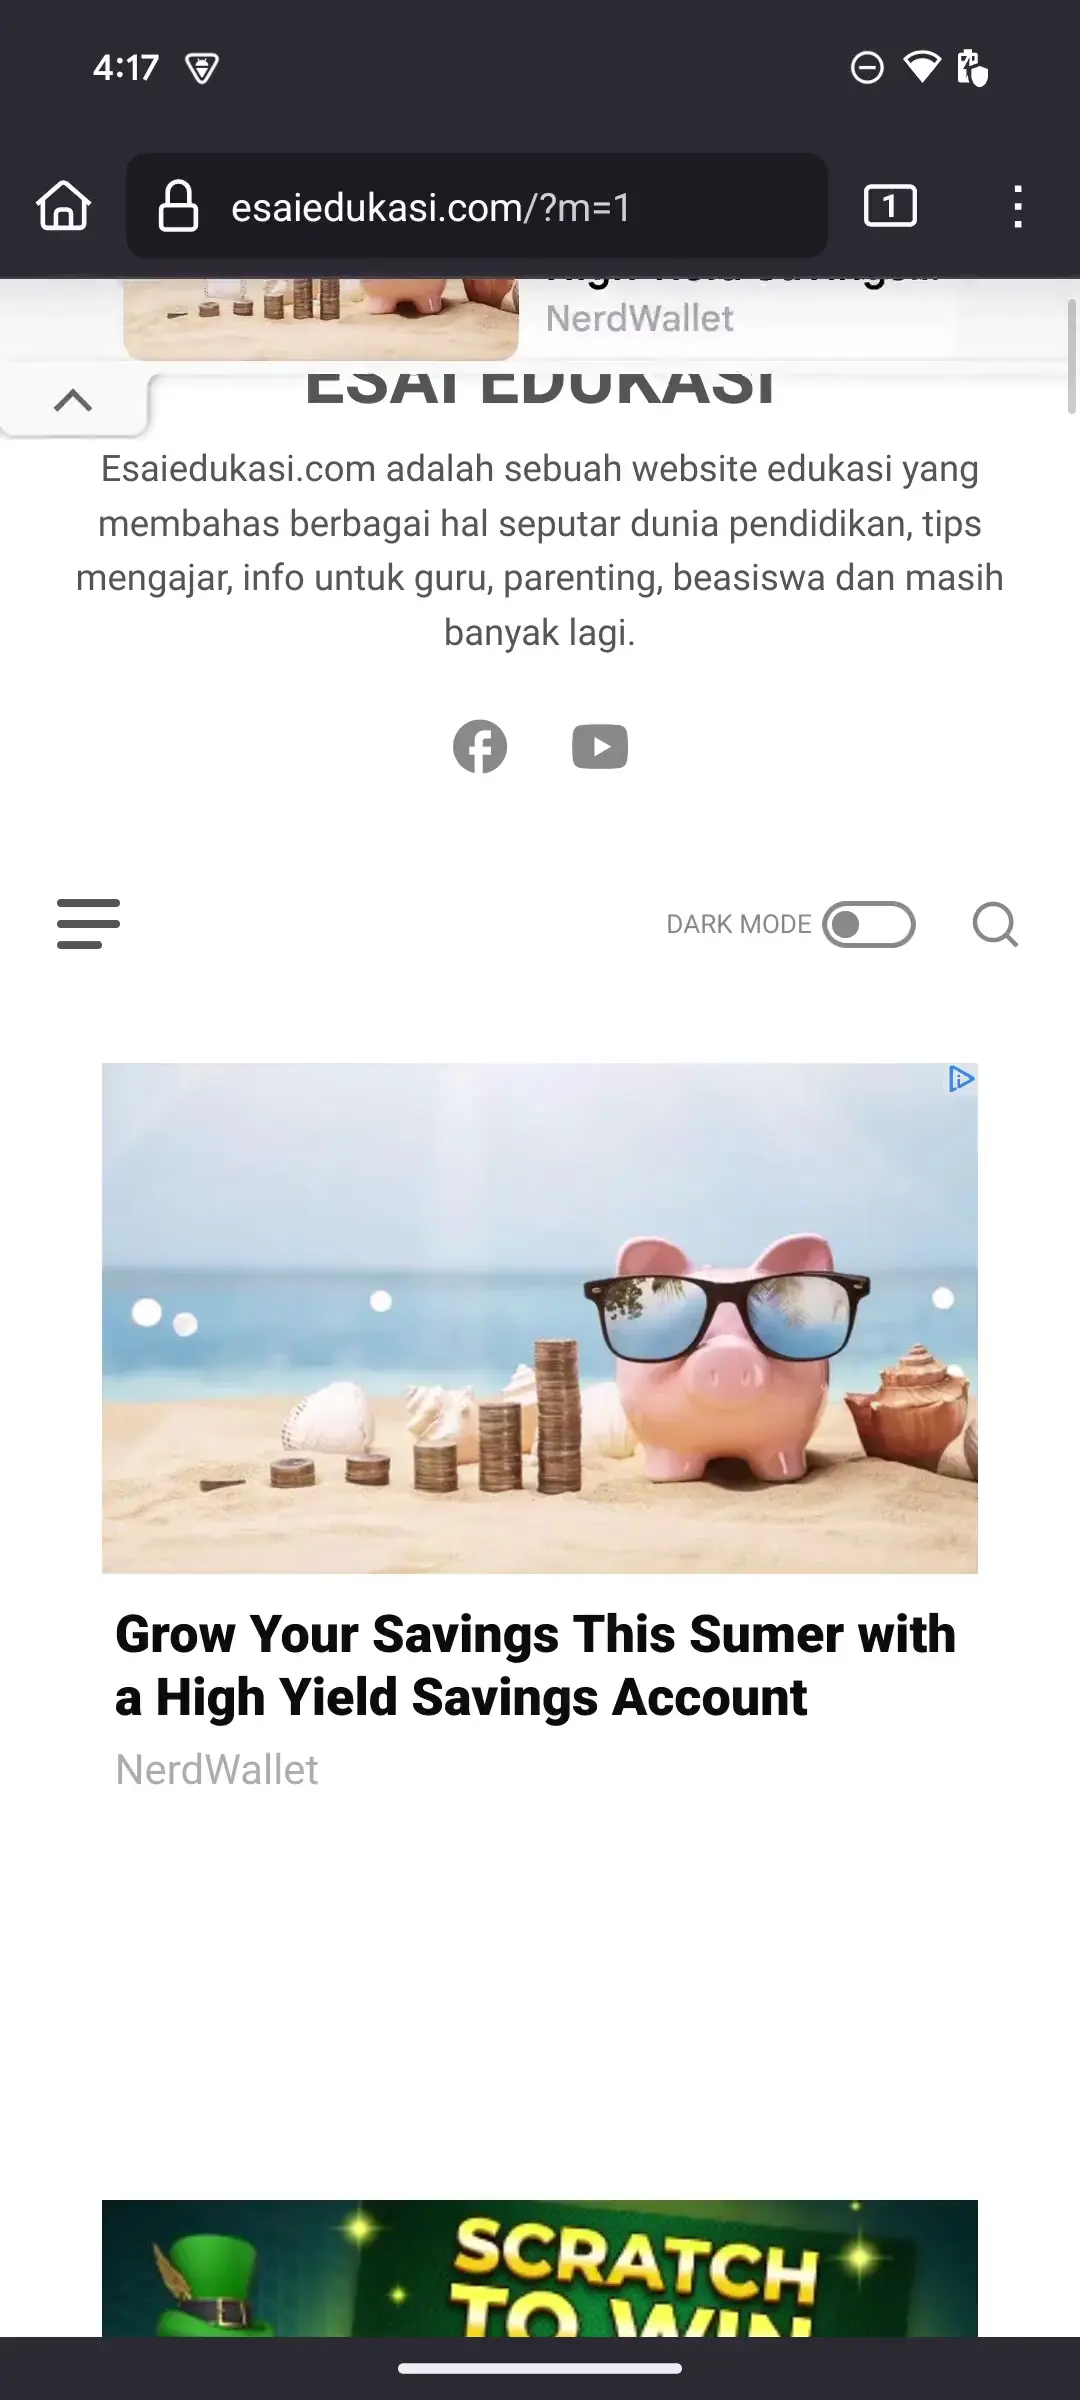 4:17
esaiedukasi.com/?m=1
1
NerdWallet
ESAI EDUKASI
Esaiedukasi.com adalah sebuah website edukasi yang
membahas berbagai hal seputar dunia pendidikan, tips
mengajar, info untuk guru, parenting, beasiswa dan masih
banyak lagi.
DARK MODE
Grow Your Savings This Sumer with
a High Yield Savings Account
NerdWallet
SCRATCH
TO WIN